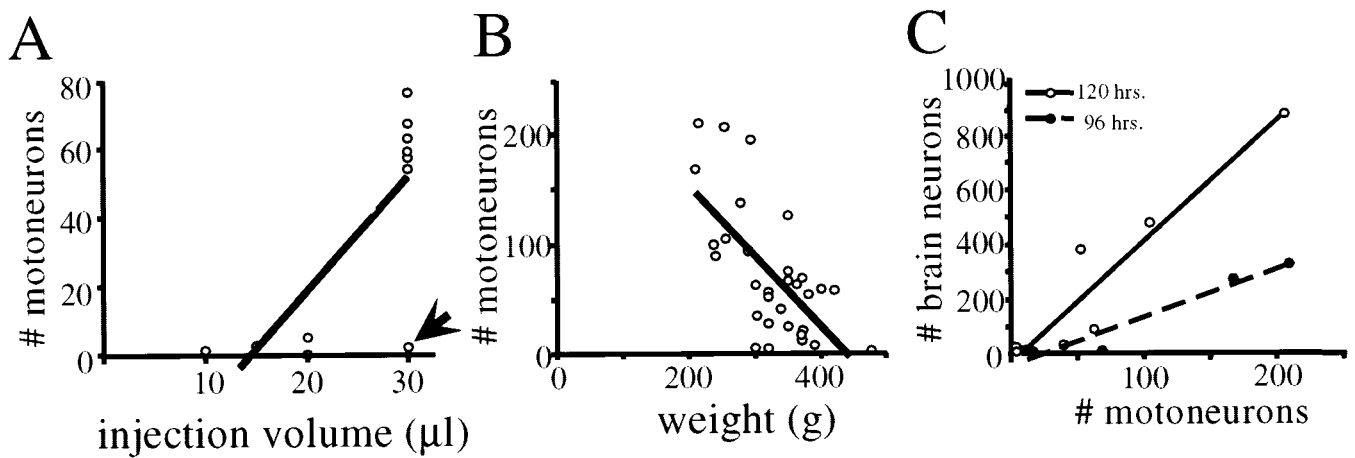 A
# motoneurons
80
60
40
20
0
10
20
30
injection volume (μl)
B
# motoneurons
200
100
0
0
200
400
weight (g)
C
# brain neurons
1000
800
600
400
200
0
120 hrs.
96 hrs.
100
200
# motoneurons